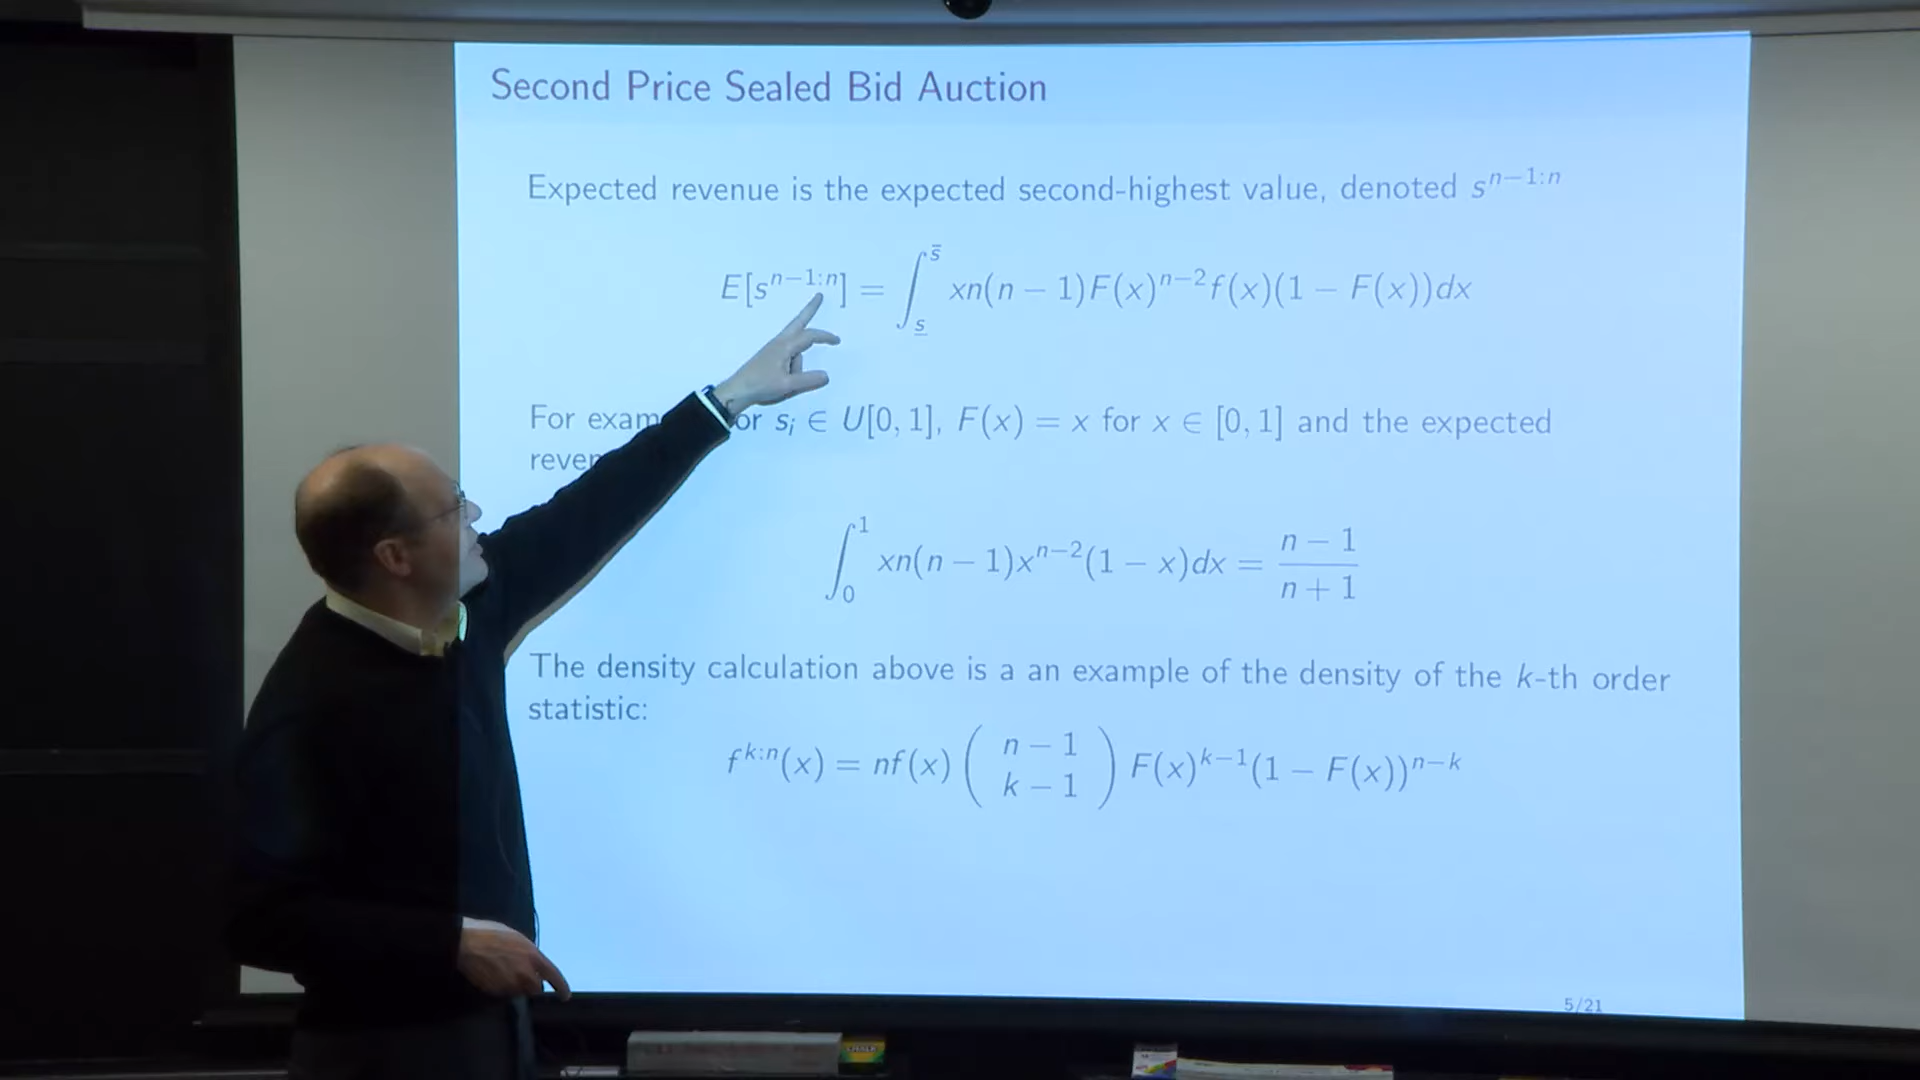 Second Price Sealed Bid Auction
Expected revenue is the expected second-highest value, denoted s^{n−1:n}
E[s^{n−1:n}] = ∫_{s̲}^{s̄} xn(n − 1)F(x)^{n−2}f(x)(1 − F(x))dx
For exam or s_i ∈ U[0, 1], F(x) = x for x ∈ [0, 1] and the expected
reven
∫_0^1 xn(n − 1)x^{n−2}(1 − x)dx = \frac{n − 1}{n + 1}
The density calculation above is a an example of the density of the k-th order
statistic:
f^{k:n}(x) = nf(x) \binom{n − 1}{k − 1} F(x)^{k−1}(1 − F(x))^{n−k}
5/21